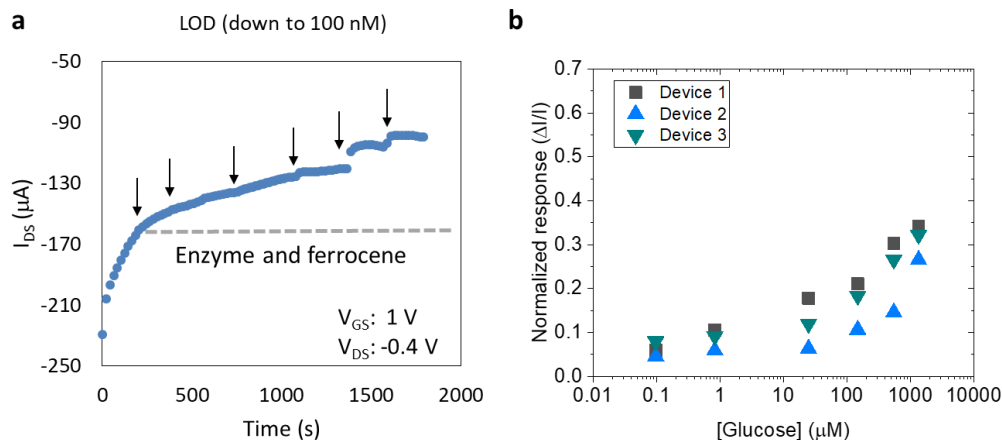 a
LOD (down to 100 nM)
-50
-90
-130
-170
-210
-250
I_DS (μA)
Enzyme and ferrocene
V_GS: 1 V
V_DS: -0.4 V
0
500
1000
1500
2000
Time (s)
b
0.7
0.6
0.5
0.4
0.3
0.2
0.1
0.0
Normalized response (ΔI/I)
Device 1
Device 2
Device 3
0.01
0.1
1
10
100
1000
10000
[Glucose] (μM)